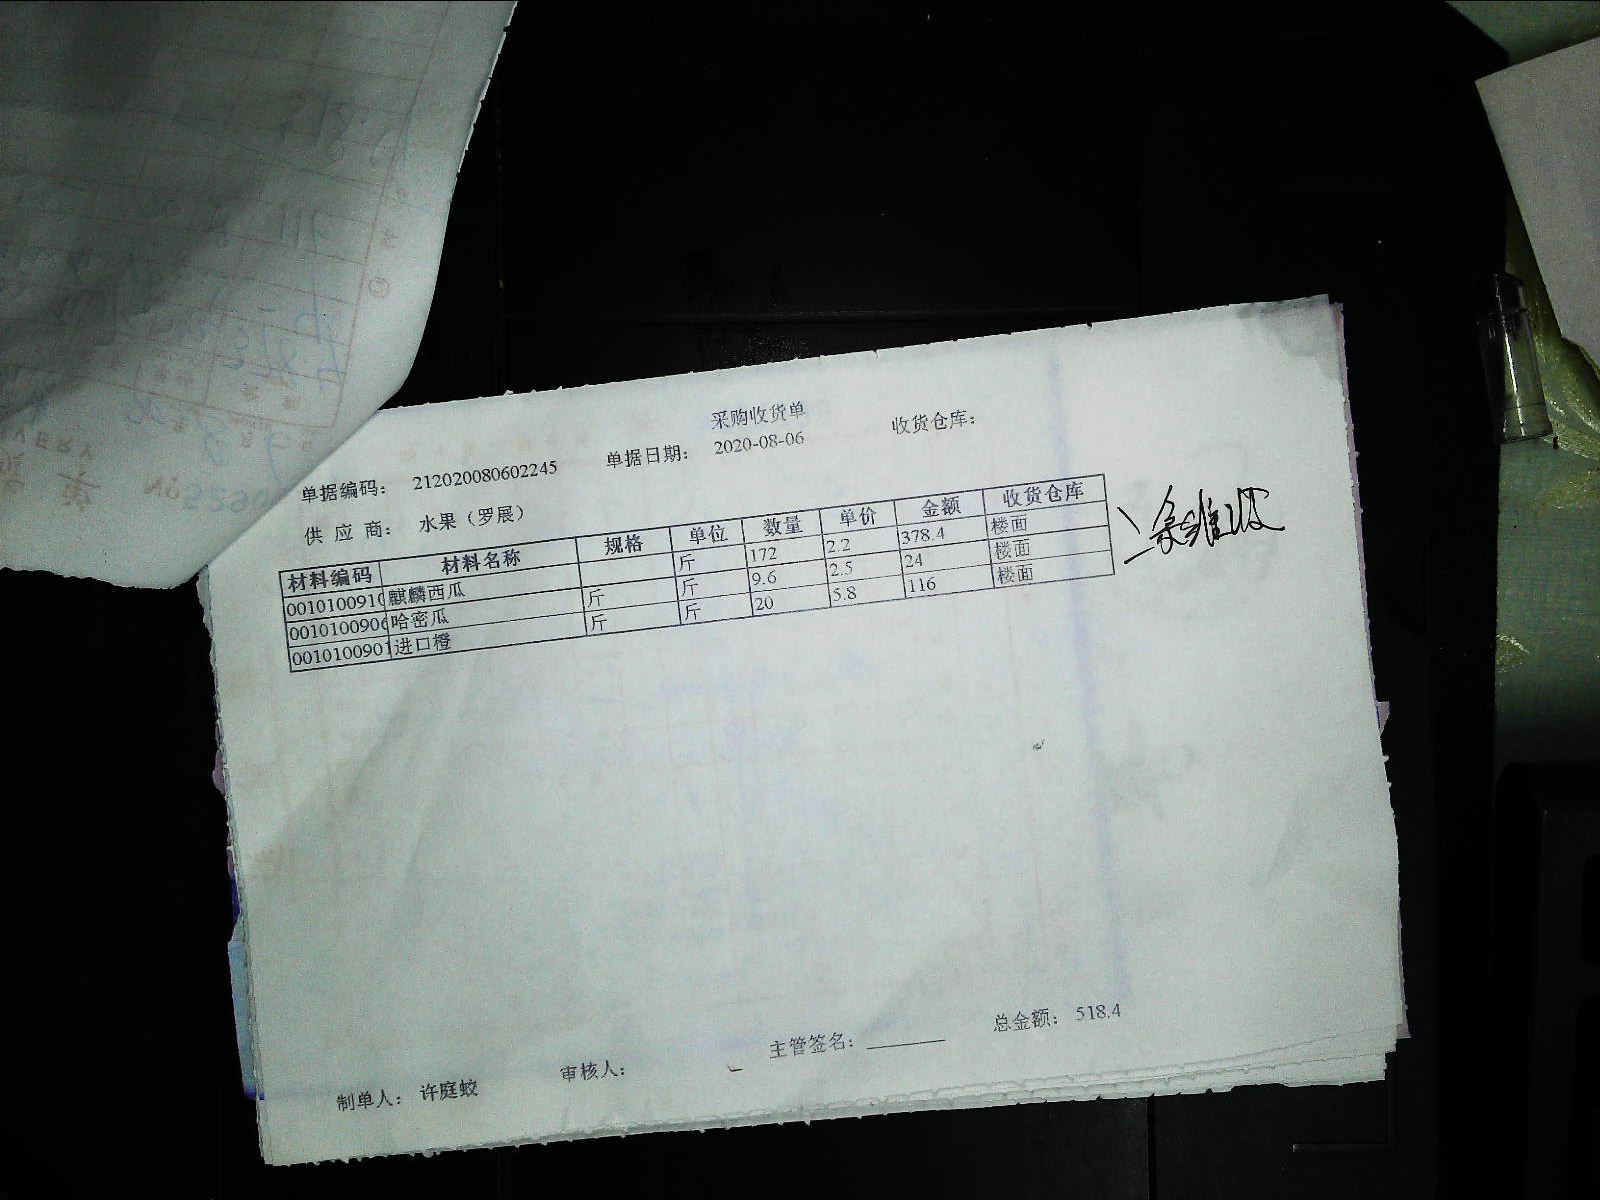 采购收货单
单据编码： 212020080602245 单据日期： 2020-08-06 收货仓库：
供 应 商： 水果（罗展）
材料编码 材料名称 规格 单位 数量 单价 金额 收货仓库
0010100910 麒麟西瓜 斤 172 2.2 378.4 楼面
0010100906 哈密瓜 斤 斤 9.6 2.5 24 楼面
001010090 进口橙 斤 斤 20 5.8 116 楼面
总金额： 518.4
制单人： 许庭蛟 审核人： 主管签名：